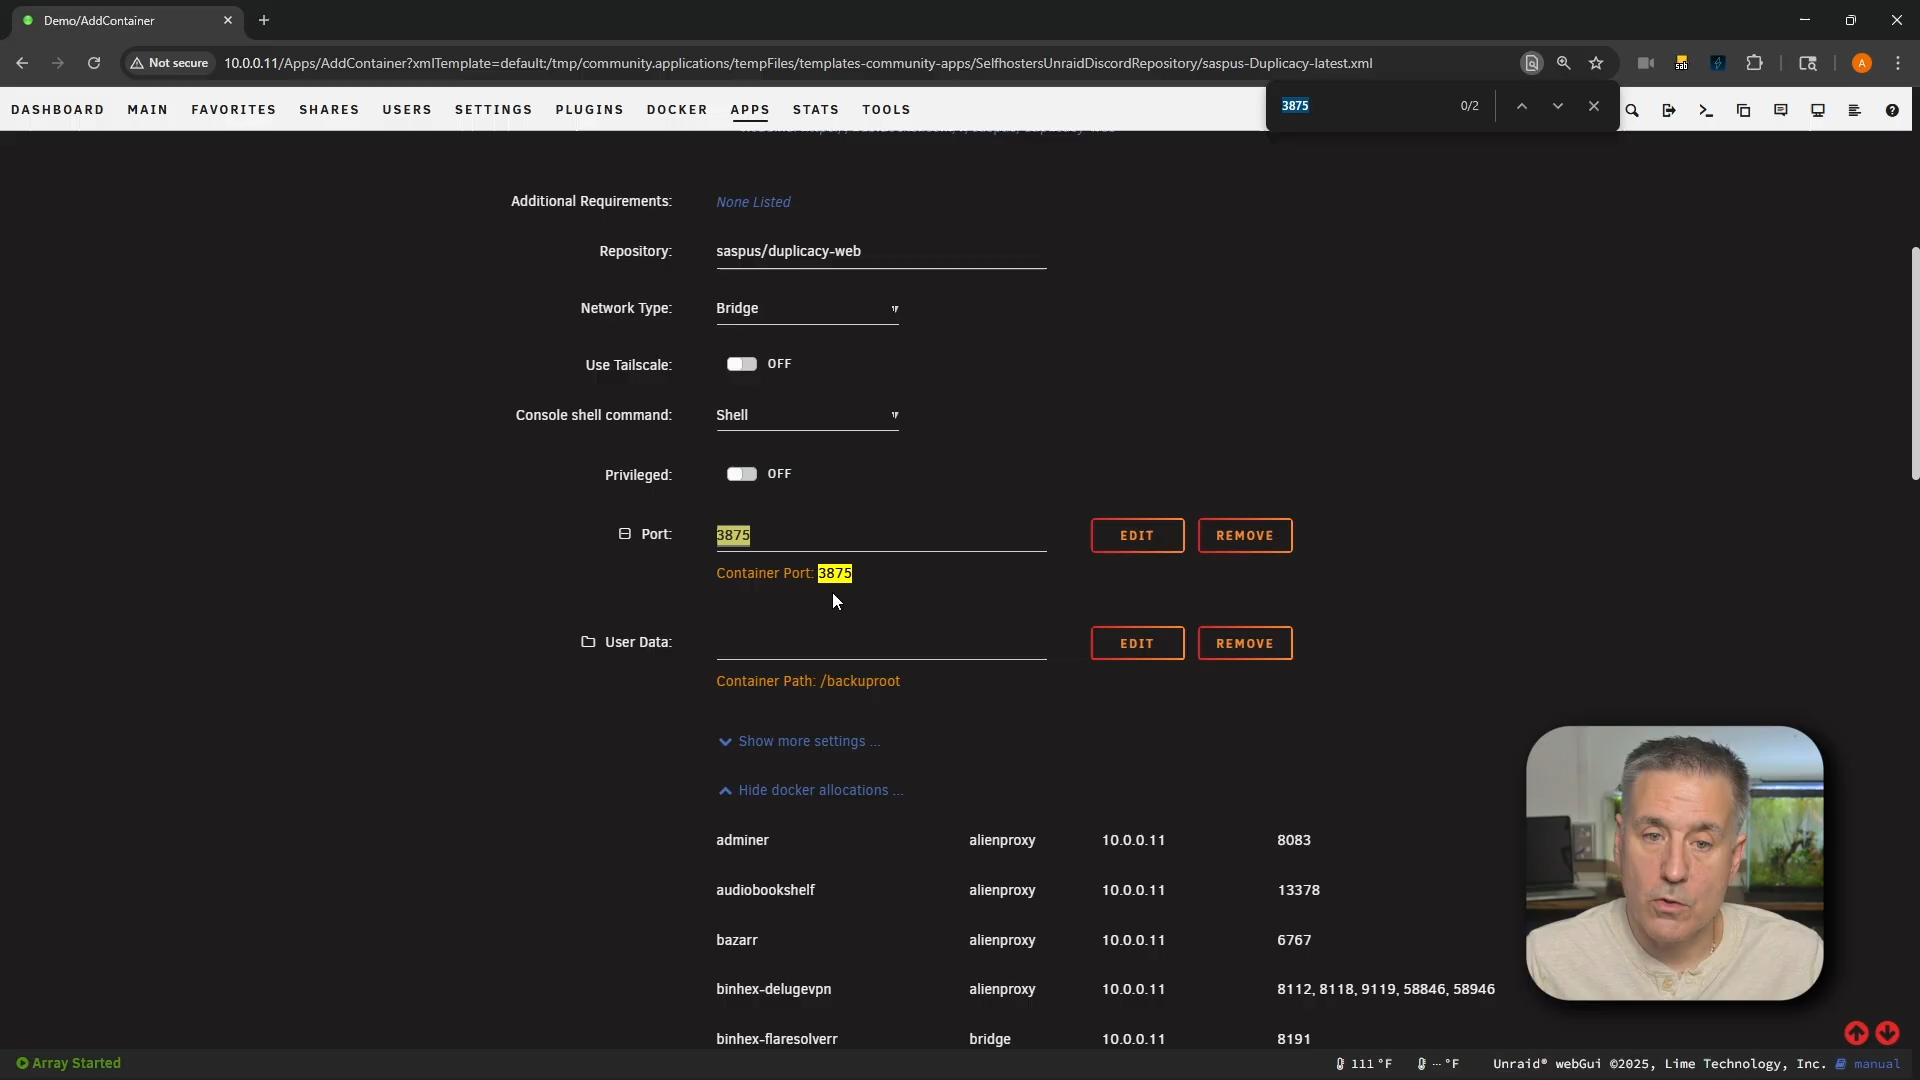 Demo/AddContainer
Not secure
10.0.0.11/Apps/AddContainer?xmlTemplate=default:/tmp/community.applications/tempFiles/templates-community-apps/SelfhostersUnraidDiscordRepository/saspus-Duplicacy-latest.xml
sab
A
3875 0/2
DASHBOARD MAIN FAVORITES SHARES USERS SETTINGS PLUGINS DOCKER APPS STATS TOOLS
Additional Requirements: None Listed
Repository: saspus/duplicacy-web
Network Type: Bridge
Use Tailscale: OFF
Console shell command: Shell
Privileged: OFF
Port: 3875 EDIT REMOVE
Container Port: 3875
User Data: EDIT REMOVE
Container Path: /backuproot
Show more settings ...
Hide docker allocations ...
adminer alienproxy 10.0.0.11 8083
audiobookshelf alienproxy 10.0.0.11 13378
bazarr alienproxy 10.0.0.11 6767
binhex-delugevpn alienproxy 10.0.0.11 8112, 8118, 9119, 58846, 58946
binhex-flaresolverr bridge 10.0.0.11 8191
Array Started
111 °F -- °F Unraid® webGui ©2025, Lime Technology, Inc. manual